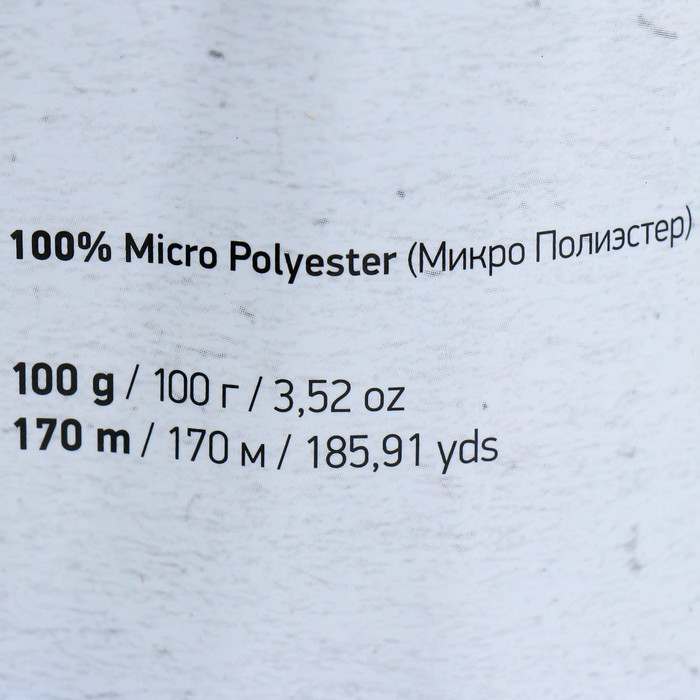 100% Micro Polyester (Микро Полиэстер)
100 g / 100 г / 3,52 oz
170 m / 170 м / 185,91 yds